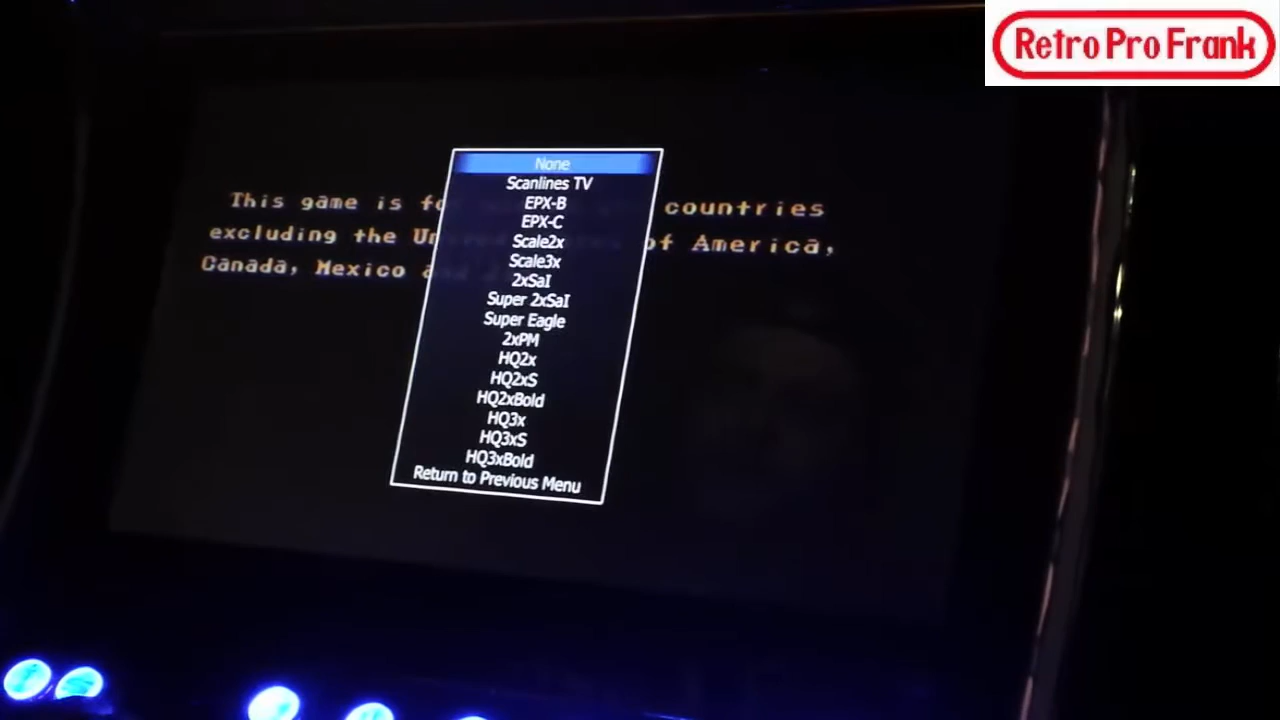 Retro Pro Frank
This game is fo
countries
excluding the Un
of America,
Canada, Mexico a
None
Scanlines TV
EPX-B
EPX-C
Scale2x
Scale3x
2xSaI
Super 2xSaI
Super Eagle
2xPM
HQ2x
HQ2xS
HQ2xBold
HQ3x
HQ3xS
HQ3xBold
Return to Previous Menu